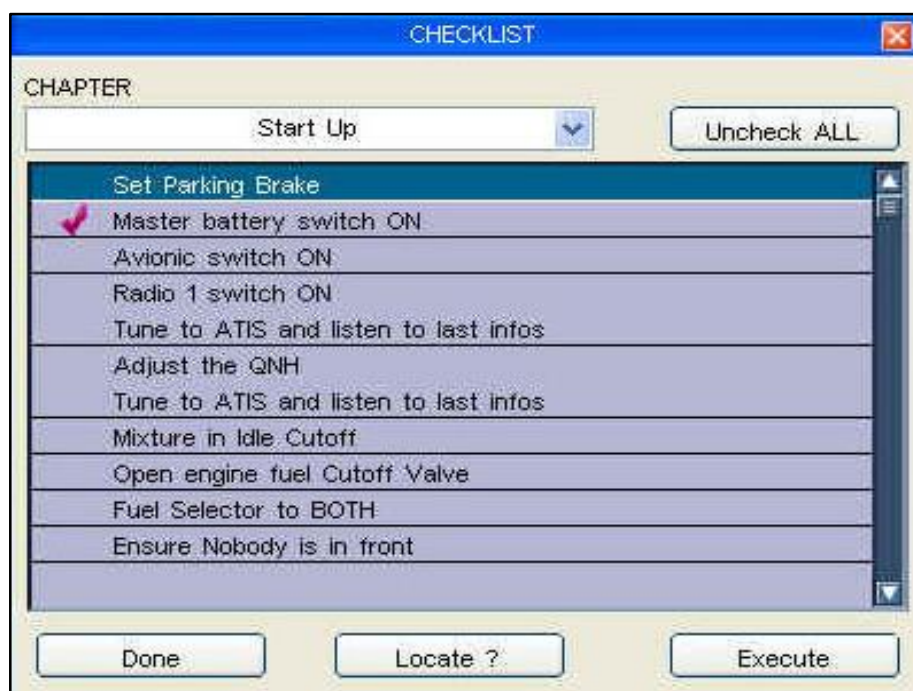 CHECKLIST
CHAPTER
Start Up
Uncheck ALL
Set Parking Brake
Master battery switch ON
Avionic switch ON
Radio 1 switch ON
Tune to ATIS and listen to last infos
Adjust the QNH
Tune to ATIS and listen to last infos
Mixture in Idle Cutoff
Open engine fuel Cutoff Valve
Fuel Selector to BOTH
Ensure Nobody is in front
Done
Locate ?
Execute